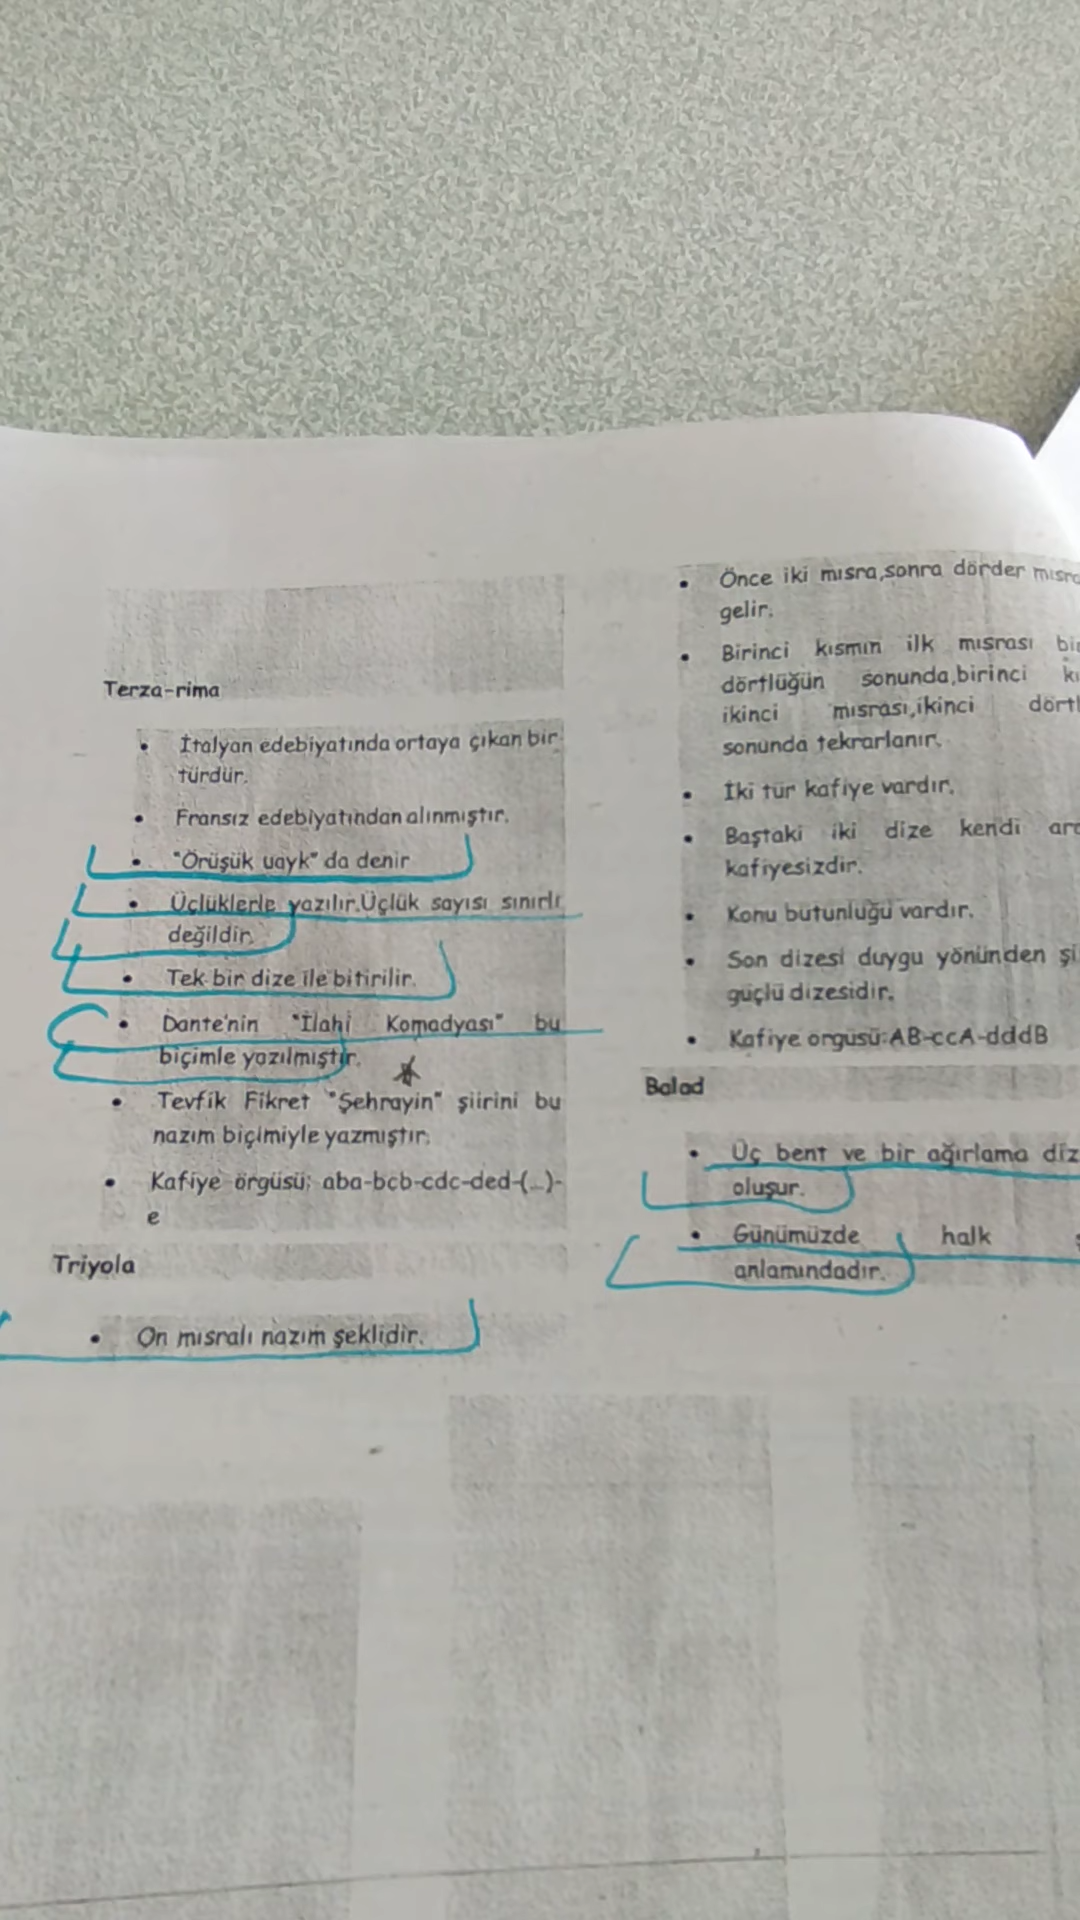 Terza-rima
• İtalyan edebiyatında ortaya çıkan bir
türdür.
• Fransız edebiyatından alınmıştır.
• "Örüşük uayk" da denir
• Üçlüklerle yazılır.Üçlük sayısı sınırlı
değildir.
• Tek bir dize ile bitirilir.
• Dante'nin "İlahi Komadyası" bu
biçimle yazılmıştır.
• Tevfik Fikret "Şehrayin" şiirini bu
nazım biçimiyle yazmıştır.
• Kafiye örgüsü; aba-bcb-cdc-ded-(...)-
e
Triyola
• On mısralı nazım şeklidir.
• Önce iki mısra,sonra dörder
gelir.
• Birinci kısmın ilk mısrası
dörtlüğün sonunda,birinci
ikinci mısrası,ikinci
sonunda tekrarlanır.
• İki tür kafiye vardır.
• Baştaki iki dize kendi
kafiyesizdir.
• Konu bütünlüğü vardır.
• Son dizesi duygu yönünden
güçlü dizesidir.
• Kafiye örgüsü:AB-ccA-dddB
Balad
• Üç bent ve bir ağırlama
oluşur.
• Günümüzde halk
anlamındadır.